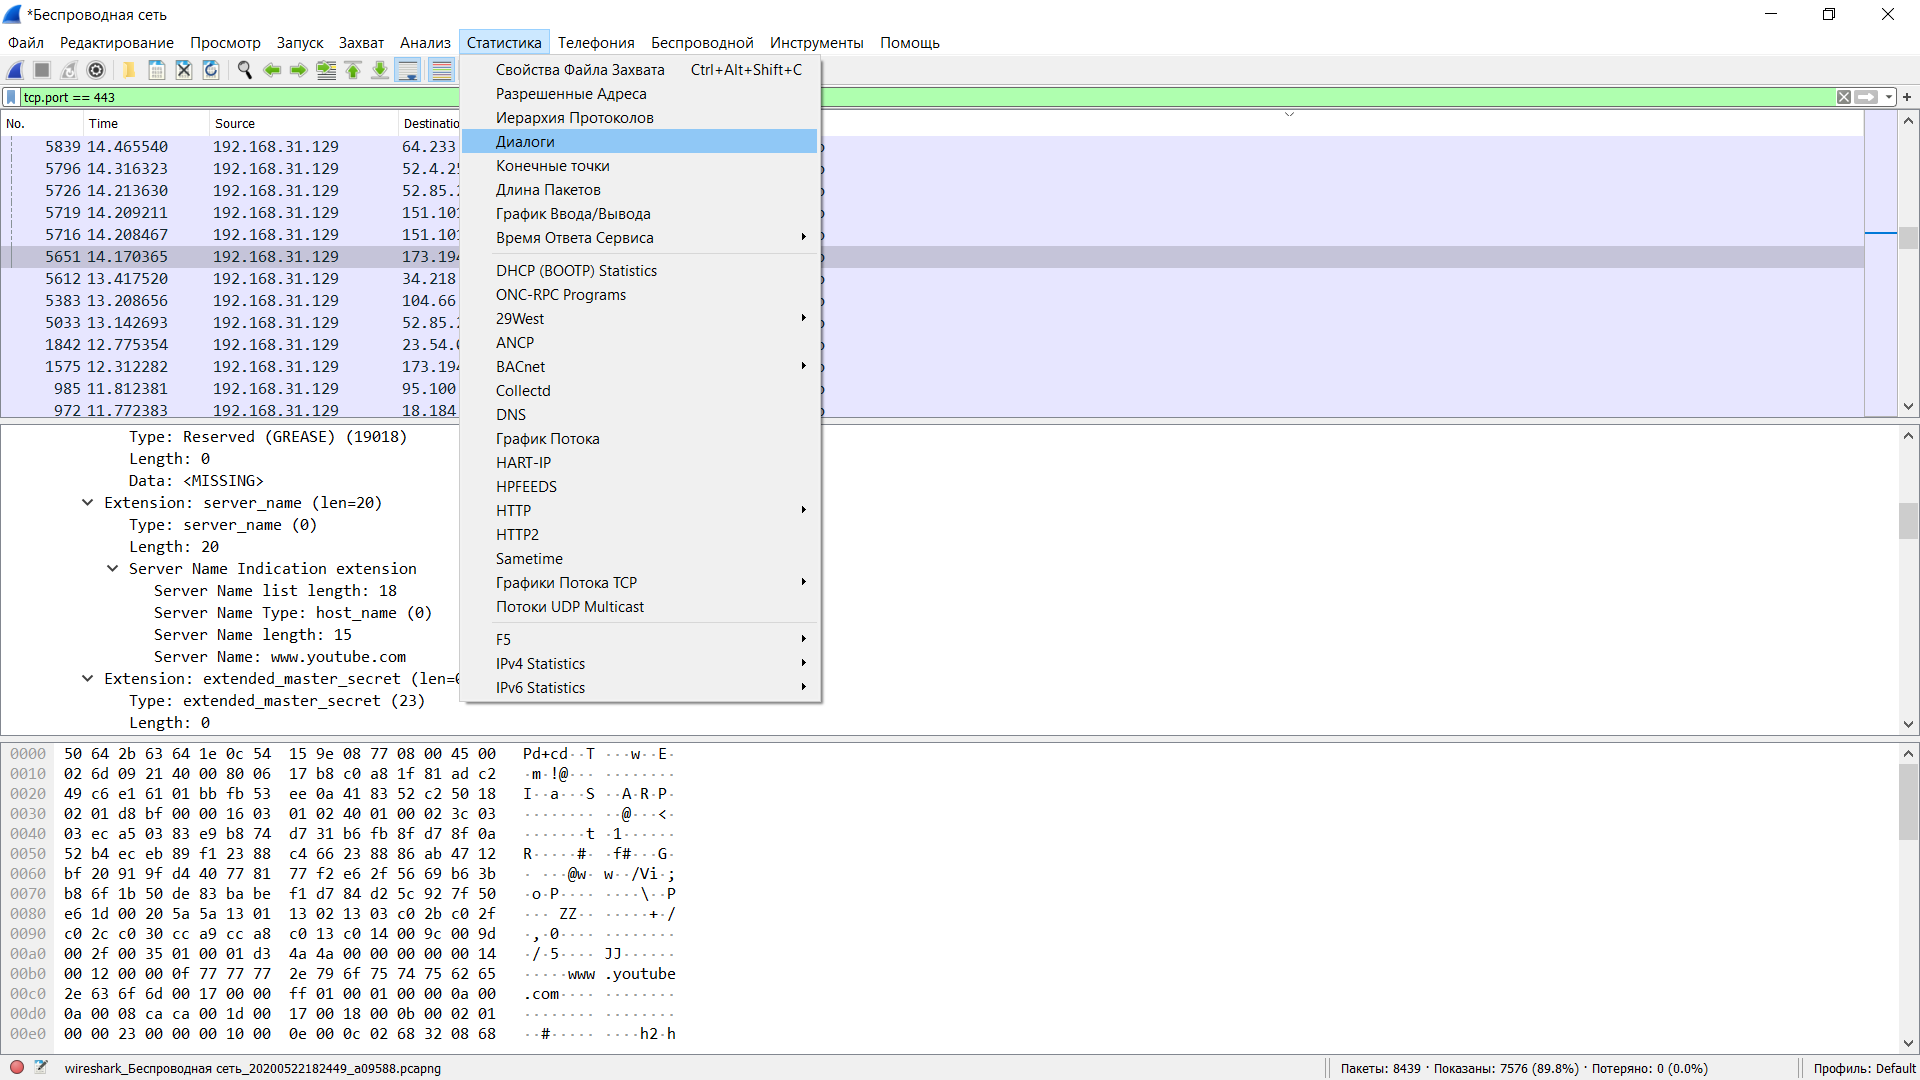 *Беспроводная сеть
Файл Редактирование Просмотр Запуск Захват Анализ Статистика Телефония Беспроводной Инструменты Помощь
tcp.port == 443
No. Time Source Destinatio
5839 14.465540 192.168.31.129 64.233
5796 14.316323 192.168.31.129 52.4.25
5726 14.213630 192.168.31.129 52.85.2
5719 14.209211 192.168.31.129 151.101
5716 14.208467 192.168.31.129 151.101
5651 14.170365 192.168.31.129 173.194
5612 13.417520 192.168.31.129 34.218
5383 13.208656 192.168.31.129 104.66
5033 13.142693 192.168.31.129 52.85.2
1842 12.775354 192.168.31.129 23.54.6
1575 12.312282 192.168.31.129 173.194
985 11.812381 192.168.31.129 95.100
972 11.772383 192.168.31.129 18.184
Свойства Файла Захвата Ctrl+Alt+Shift+C
Разрешенные Адреса
Иерархия Протоколов
Диалоги
Конечные точки
Длина Пакетов
График Ввода/Вывода
Время Ответа Сервиса
DHCP (BOOTP) Statistics
ONC-RPC Programs
29West
ANCP
BACnet
Collectd
DNS
График Потока
HART-IP
HPFEEDS
HTTP
HTTP2
Sametime
Графики Потока TCP
Потоки UDP Multicast
F5
IPv4 Statistics
IPv6 Statistics
Type: Reserved (GREASE) (19018)
Length: 0
Data: <MISSING>
Extension: server_name (len=20)
Type: server_name (0)
Length: 20
Server Name Indication extension
Server Name list length: 18
Server Name Type: host_name (0)
Server Name length: 15
Server Name: www.youtube.com
Extension: extended_master_secret (len=0
Type: extended_master_secret (23)
Length: 0
0000 50 64 2b 63 64 1e 0c 54 15 9e 08 77 08 00 45 00 Pd+cd··T ···w··E·
0010 02 6d 09 21 40 00 80 06 17 b8 c0 a8 1f 81 ad c2 ·m·!@··· ········
0020 49 c6 e1 61 01 bb fb 53 ee 0a 41 83 52 c2 50 18 I··a···S ··A·R·P·
0030 02 01 d8 bf 00 00 16 03 01 02 40 01 00 02 3c 03 ········ ··@···<·
0040 03 ec a5 03 83 e9 b8 74 d7 31 b6 fb 8f d7 8f 0a ·······t ·1······
0050 52 b4 ec eb 89 f1 23 88 c4 66 23 88 86 ab 47 12 R·····#· ·f#···G·
0060 bf 20 91 9f d4 40 77 81 77 f2 e6 2f 56 69 b6 3b · ···@w· w··/Vi·;
0070 b8 6f 1b 50 de 83 ba be f1 d7 84 d2 5c 92 7f 50 ·o·P···· ····\··P
0080 e6 1d 00 20 5a 5a 13 01 13 02 13 03 c0 2b c0 2f ··· ZZ·· ·····+·/
0090 c0 2c c0 30 cc a9 cc a8 c0 13 c0 14 00 9c 00 9d ·,·0···· ········
00a0 00 2f 00 35 01 00 01 d3 4a 4a 00 00 00 00 00 14 ·/·5···· JJ······
00b0 00 12 00 00 0f 77 77 77 2e 79 6f 75 74 75 62 65 ·····www .youtube
00c0 2e 63 6f 6d 00 17 00 00 ff 01 00 01 00 00 0a 00 .com···· ········
00d0 0a 00 08 ca ca 00 1d 00 17 00 18 00 0b 00 02 01 ········ ········
00e0 00 00 23 00 00 00 10 00 0e 00 0c 02 68 32 08 68 ··#····· ····h2·h
wireshark_Беспроводная сеть_20200522182449_a09588.pcapng
Пакеты: 8439 · Показаны: 7576 (89.8%) · Потеряно: 0 (0.0%)
Профиль: Default